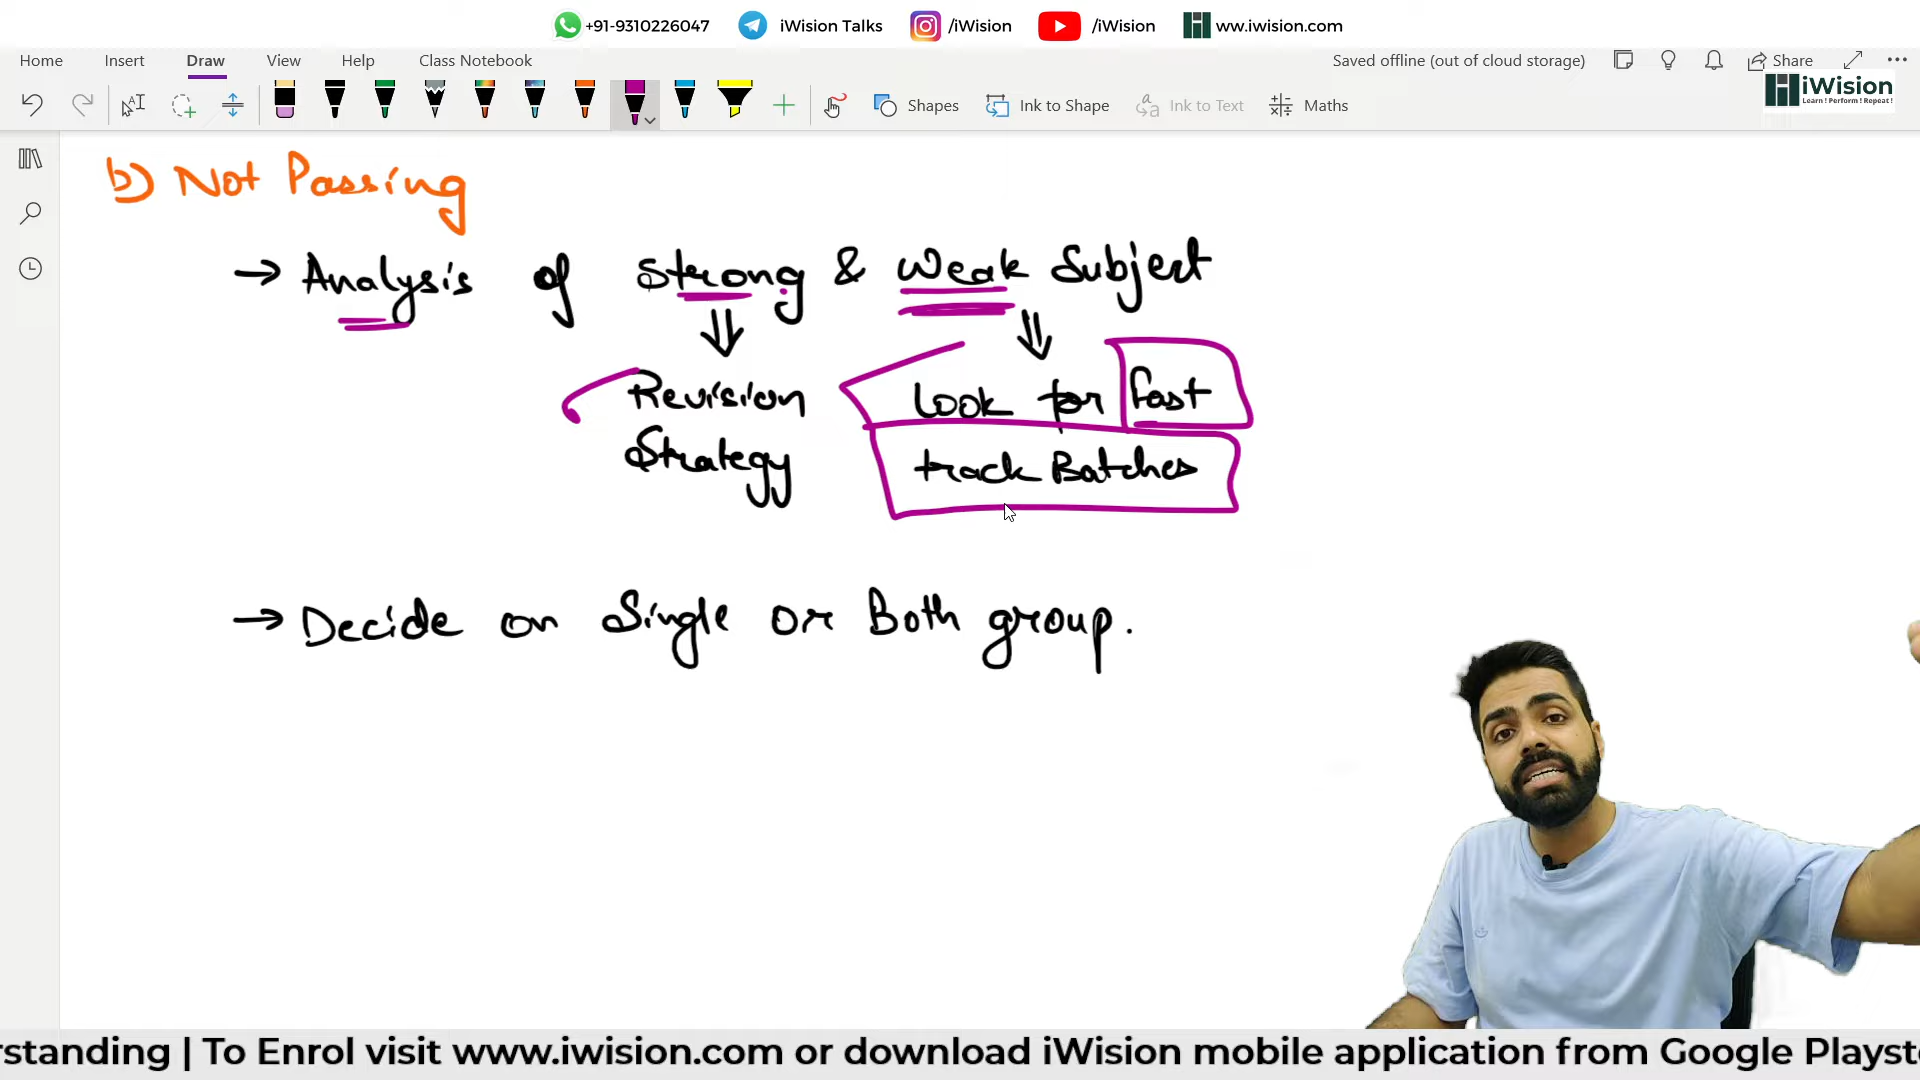 +91-9310226047 iWision Talks /iWision /iWision ww.iwision.com
Home Insert Draw View Help Class Notebook Saved offline (out of cloud storage) Share
Shapes Ink to Shape Ink to Text Maths
iWision
Learn ! Perform ! Repeat !
b) Not Passing
→ Analysis of Strong & Weak Subject
Revision Look for fast
Strategy track Batches
→ Decide on Single or Both group.
rstanding | To Enrol visit www.iwision.com or download iWision mobile application from Google Playst